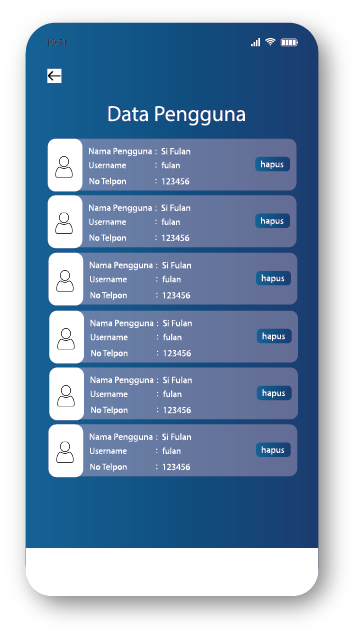 19:51
Data Pengguna
Nama Pengguna : Si Fulan
Username : fulan
No Telpon : 123456
hapus
Nama Pengguna : Si Fulan
Username : fulan
No Telpon : 123456
hapus
Nama Pengguna : Si Fulan
Username : fulan
No Telpon : 123456
hapus
Nama Pengguna : Si Fulan
Username : fulan
No Telpon : 123456
hapus
Nama Pengguna : Si Fulan
Username : fulan
No Telpon : 123456
hapus
Nama Pengguna : Si Fulan
Username : fulan
No Telpon : 123456
hapus